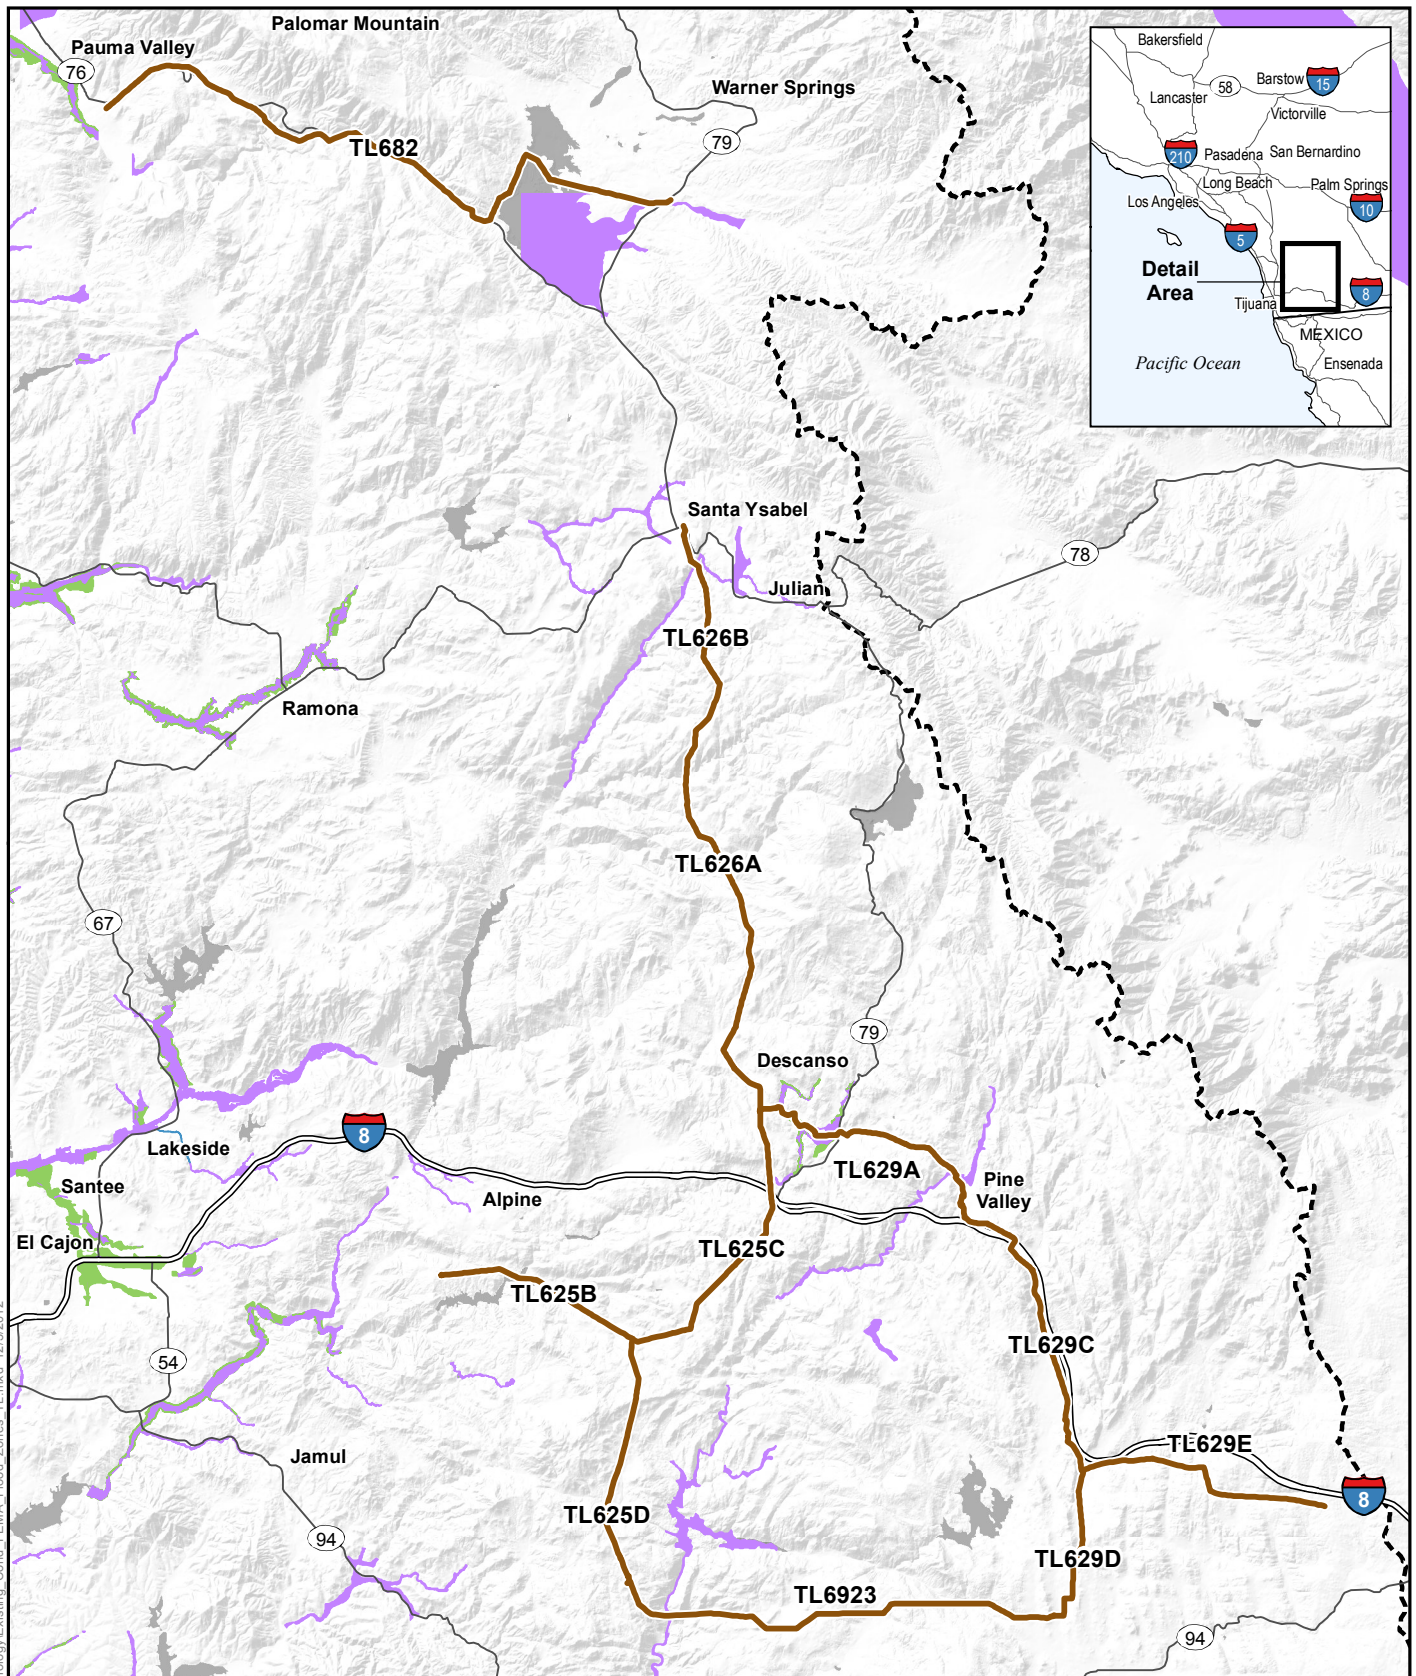 Palomar Mountain
Pauma Valley
76
Warner Springs
79
TL682
Bakersfield
58
Barstow
15
Lancaster
Victorville
210
Pasadena
San Bernardino
Long Beach
Palm Springs
Los Angeles
10
5
Detail
Area
8
Tijuana
MEXICO
Pacific Ocean
Ensenada
Santa Ysabel
78
Julian
TL626B
Ramona
TL626A
67
79
Descanso
8
Lakeside
TL629A
Santee
Alpine
Pine
Valley
El Cajon
TL625C
TL625B
TL629C
54
TL629E
Jamul
8
TL625D
94
TL629D
TL6923
94